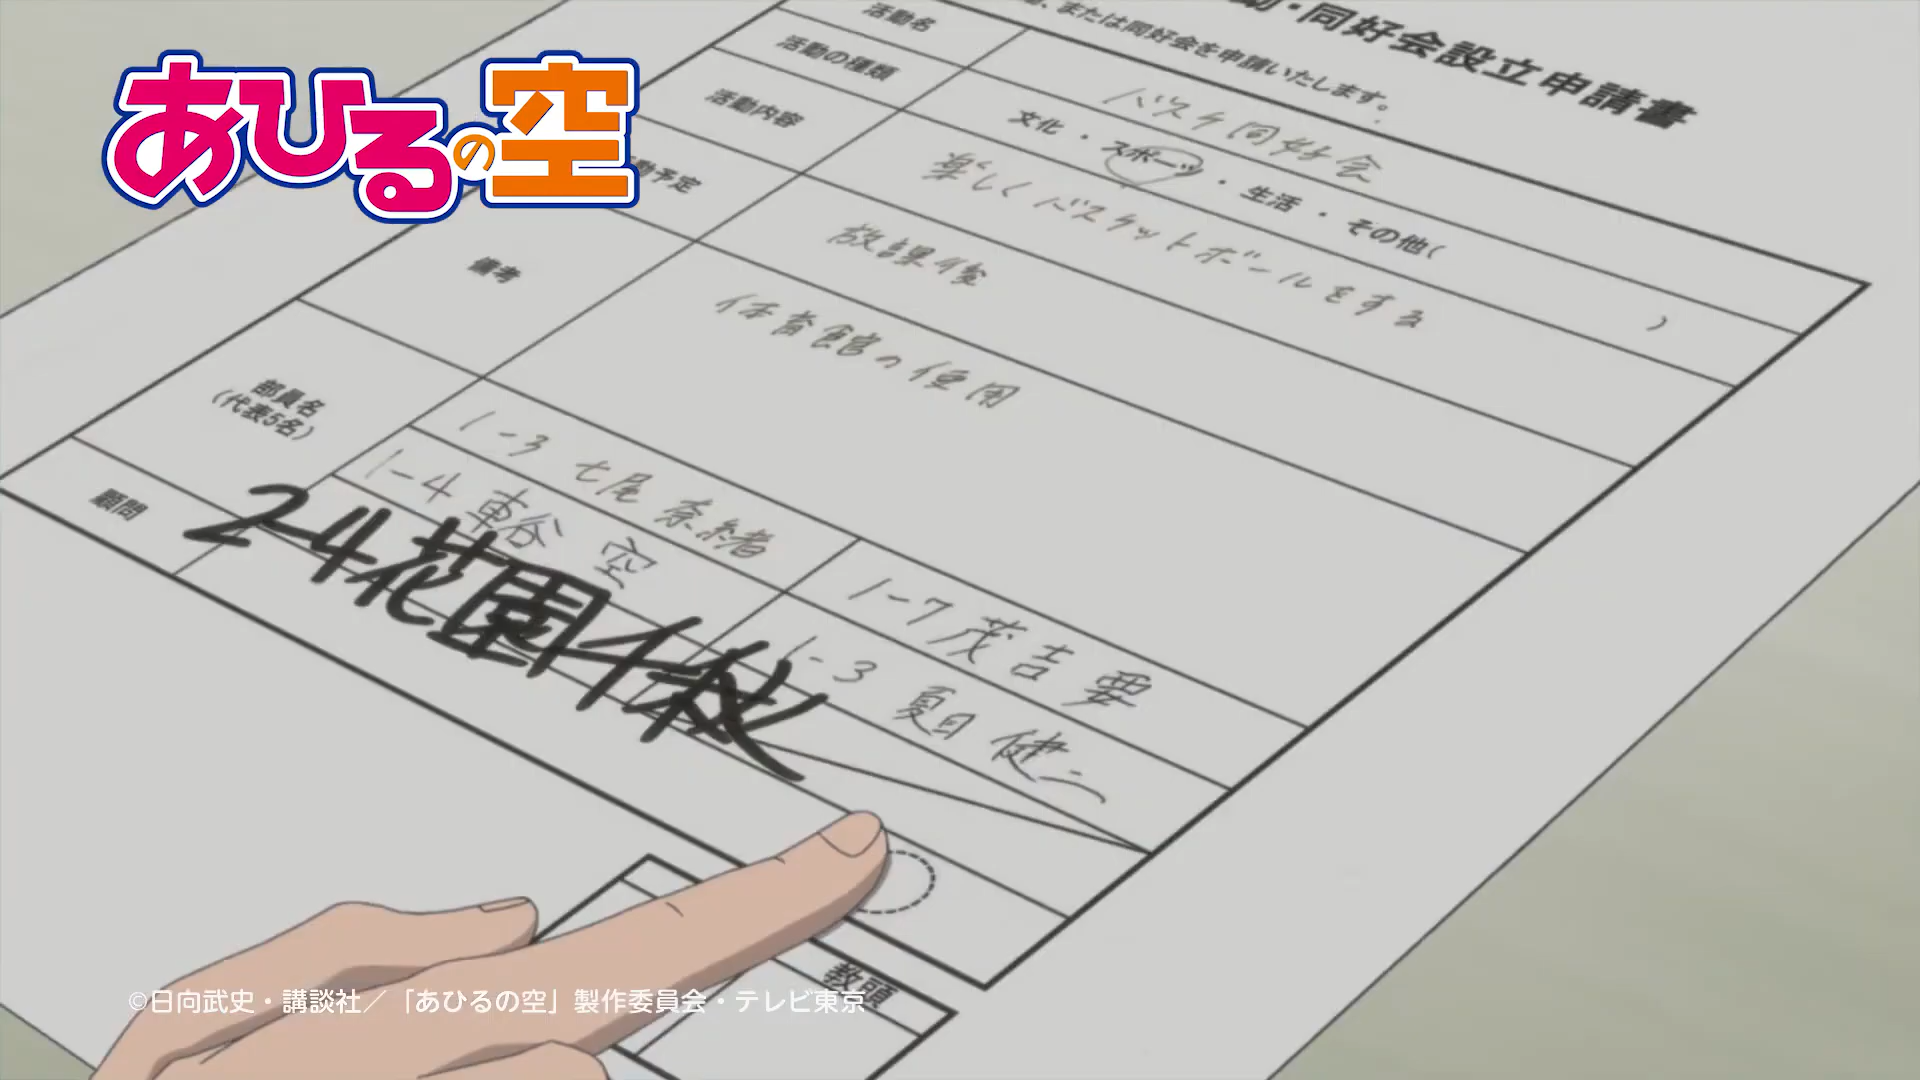 あひるの空
動・同好会設立申請書
、または同好会を申請いたします。
活動名
バスケ同好会
活動の種類
文化・スポーツ・生活・その他(　　　)
活動内容
楽しくバスケットボールをする
動予定
放課後
備考
体育館の使用
部員名
(代表5名)
1-3 七尾 奈緒
1-7 茂吉 要
1-4 車谷 空
1-3 夏目 健二
2-4 花園千秋
顧問
教頭
©日向武史・講談社／「あひるの空」製作委員会・テレビ東京